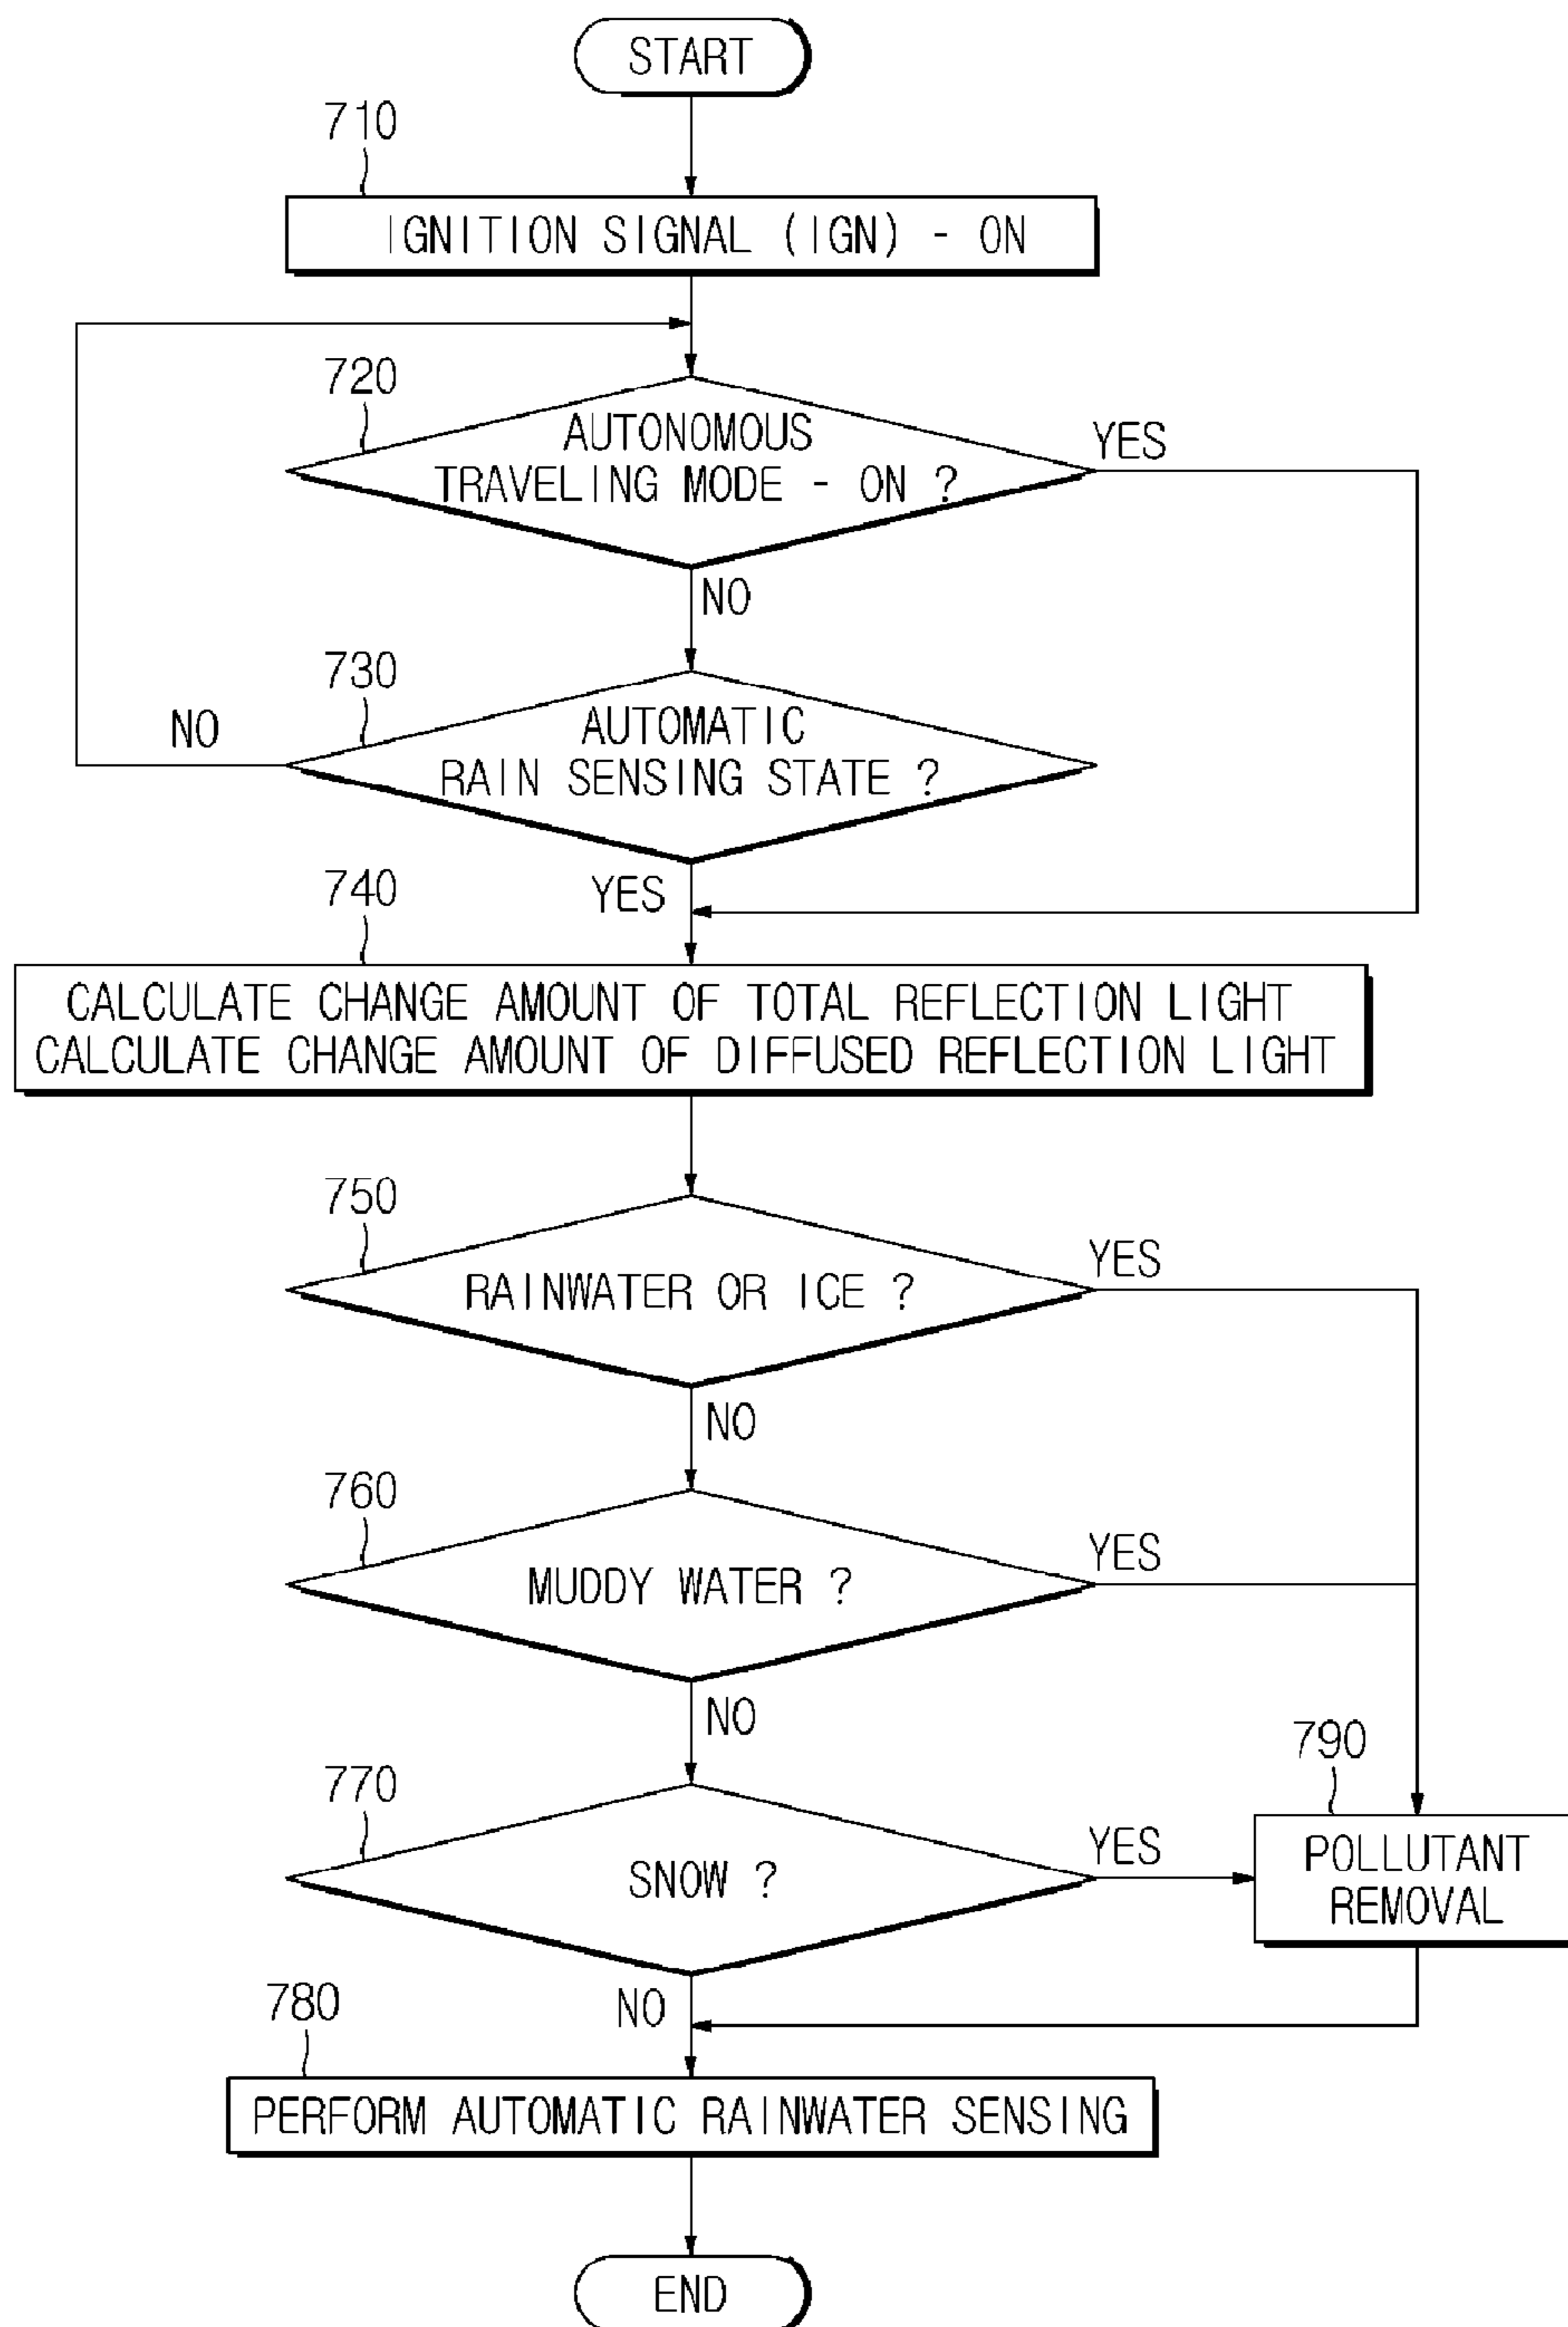 START
710
IGNITION SIGNAL (IGN) - ON
720
AUTONOMOUS
TRAVELING MODE - ON ?
YES
NO
730
AUTOMATIC
RAIN SENSING STATE ?
NO
YES
740
CALCULATE CHANGE AMOUNT OF TOTAL REFLECTION LIGHT
CALCULATE CHANGE AMOUNT OF DIFFUSED REFLECTION LIGHT
750
RAINWATER OR ICE ?
YES
NO
760
MUDDY WATER ?
YES
NO
770
SNOW ?
YES
790
POLLUTANT
REMOVAL
NO
780
PERFORM AUTOMATIC RAINWATER SENSING
END